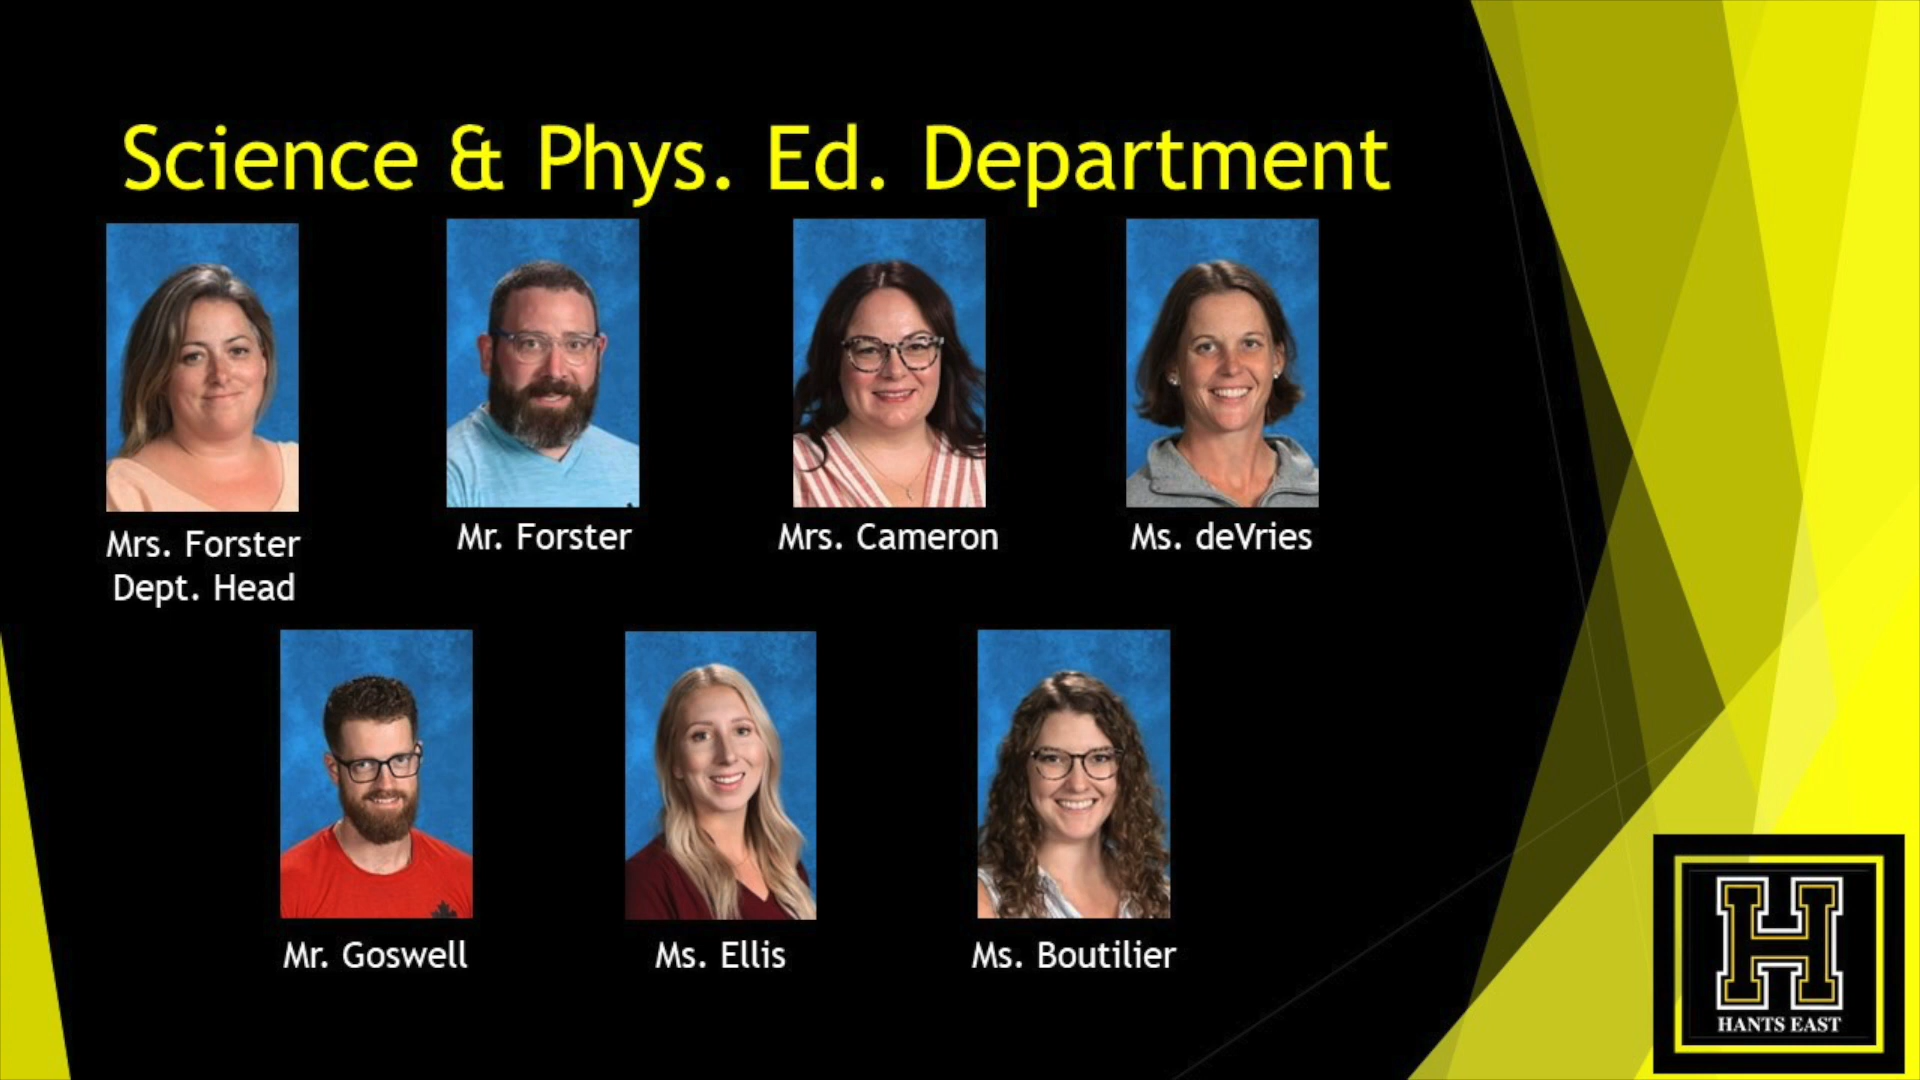 Science & Phys. Ed. Department
Mrs. Forster
Dept. Head
Mr. Forster
Mrs. Cameron
Ms. deVries
Mr. Goswell
Ms. Ellis
Ms. Boutilier
H
HANTS EAST